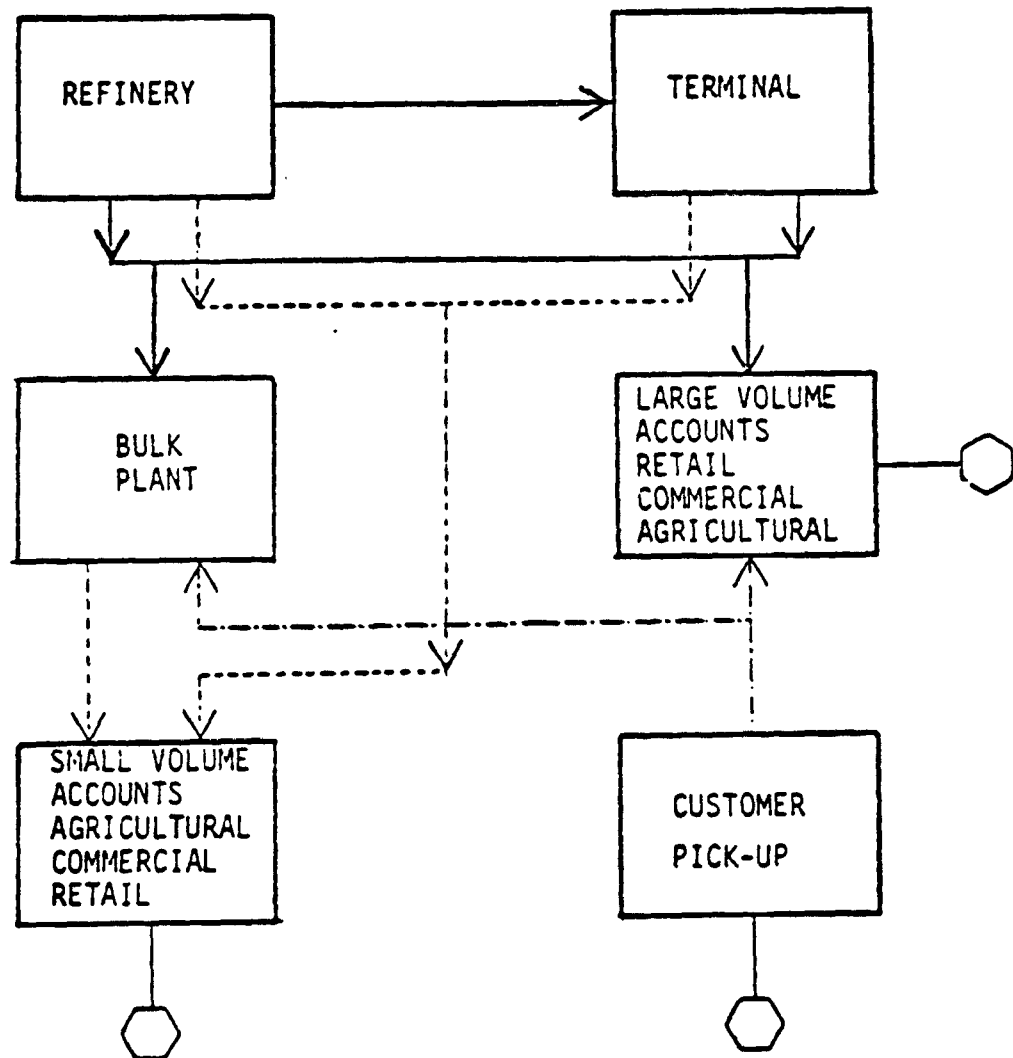 REFINERY
TERMINAL
BULK
PLANT
LARGE VOLUME
ACCOUNTS
RETAIL
COMMERCIAL
AGRICULTURAL
SMALL VOLUME
ACCOUNTS
AGRICULTURAL
COMMERCIAL
RETAIL
CUSTOMER
PICK-UP